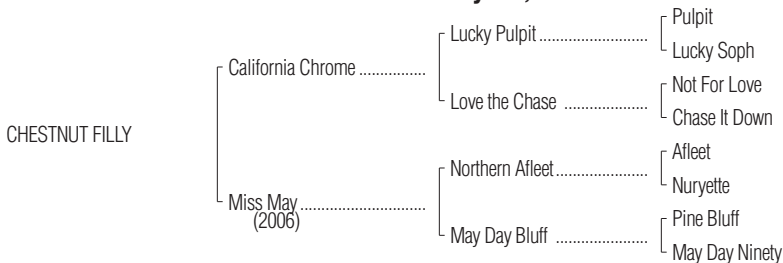 Pulpit
Lucky Pulpit ............................
Lucky Soph
California Chrome ................
Not For Love
Love the Chase ......................
Chase It Down
CHESTNUT FILLY
Afleet
Northern Afleet........................
Nuryette
Miss May ................................
(2006)
Pine Bluff
May Day Bluff ........................
May Day Ninety